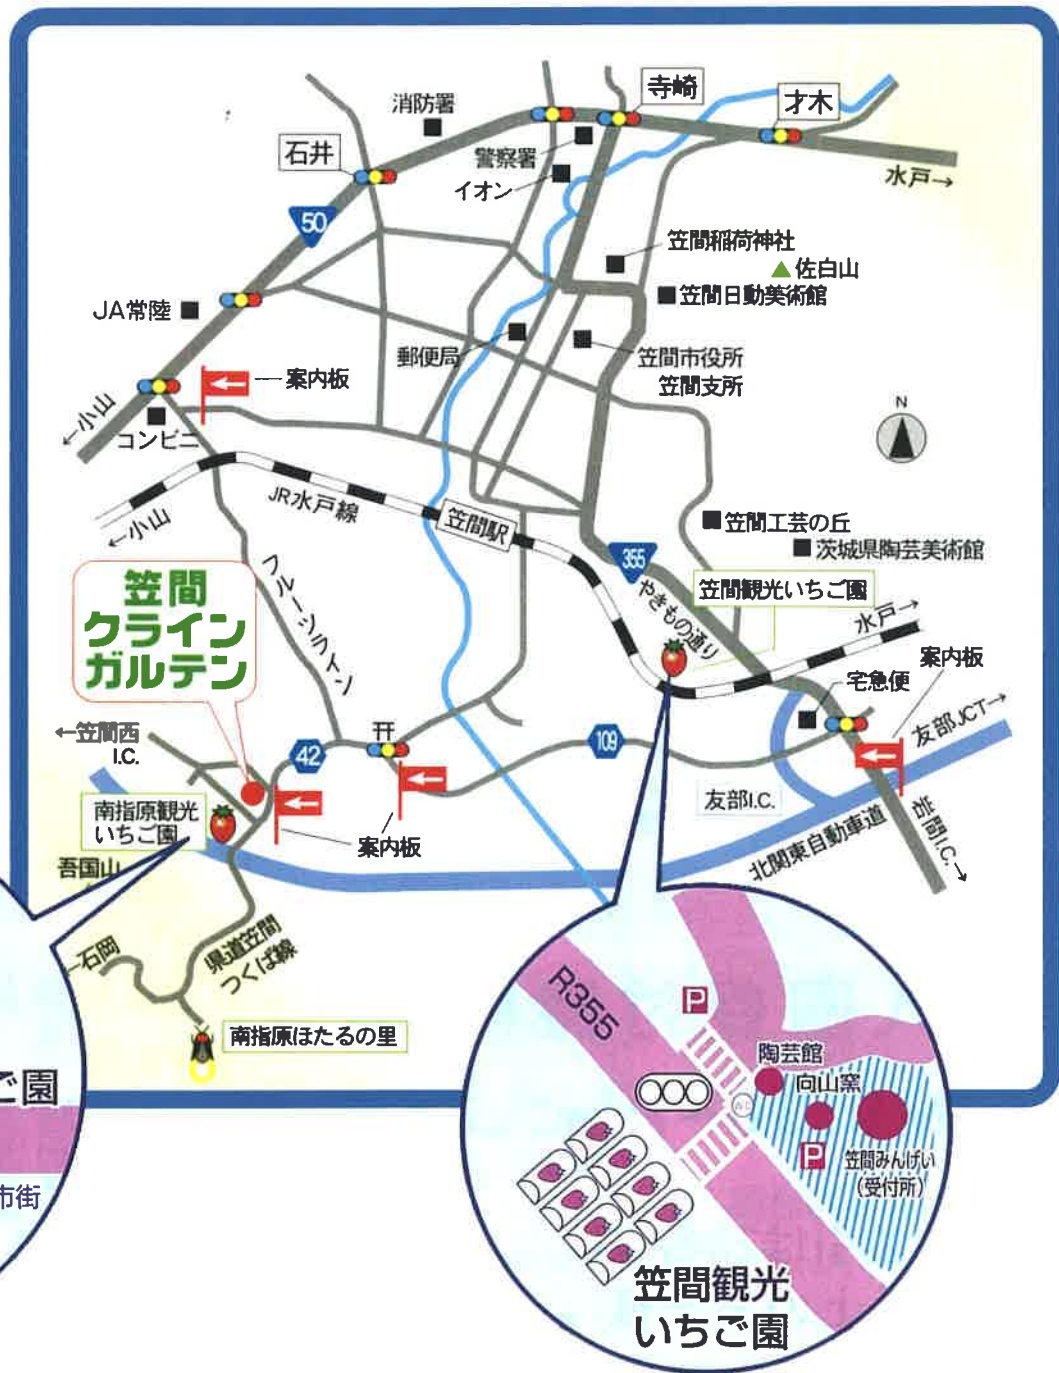 寺崎
才木
消防署
石井
警察署
イオン
水戸→
50
笠間稲荷神社
佐白山
笠間日動美術館
JA常陸
郵便局
笠間市役所
笠間支所
案内板
←小山
コンビニ
N
JR水戸線
←小山
笠間駅
笠間工芸の丘
茨城県陶芸美術館
355
やきもの通り
笠間観光いちご園
水戸→
フルーツライン
笠間
クライン
ガルテン
案内板
宅急便
友部JCT→
←笠間西
I.C.
42
109
友部I.C.
南指原観光
いちご園
案内板
北関東自動車道
岩間I.C.→
吾国山
←石岡
県道笠間
つくば線
南指原ほたるの里
R355
P
陶芸館
向山窯
WC
P
笠間みんげい
(受付所)
笠間観光
いちご園
ご園
市街